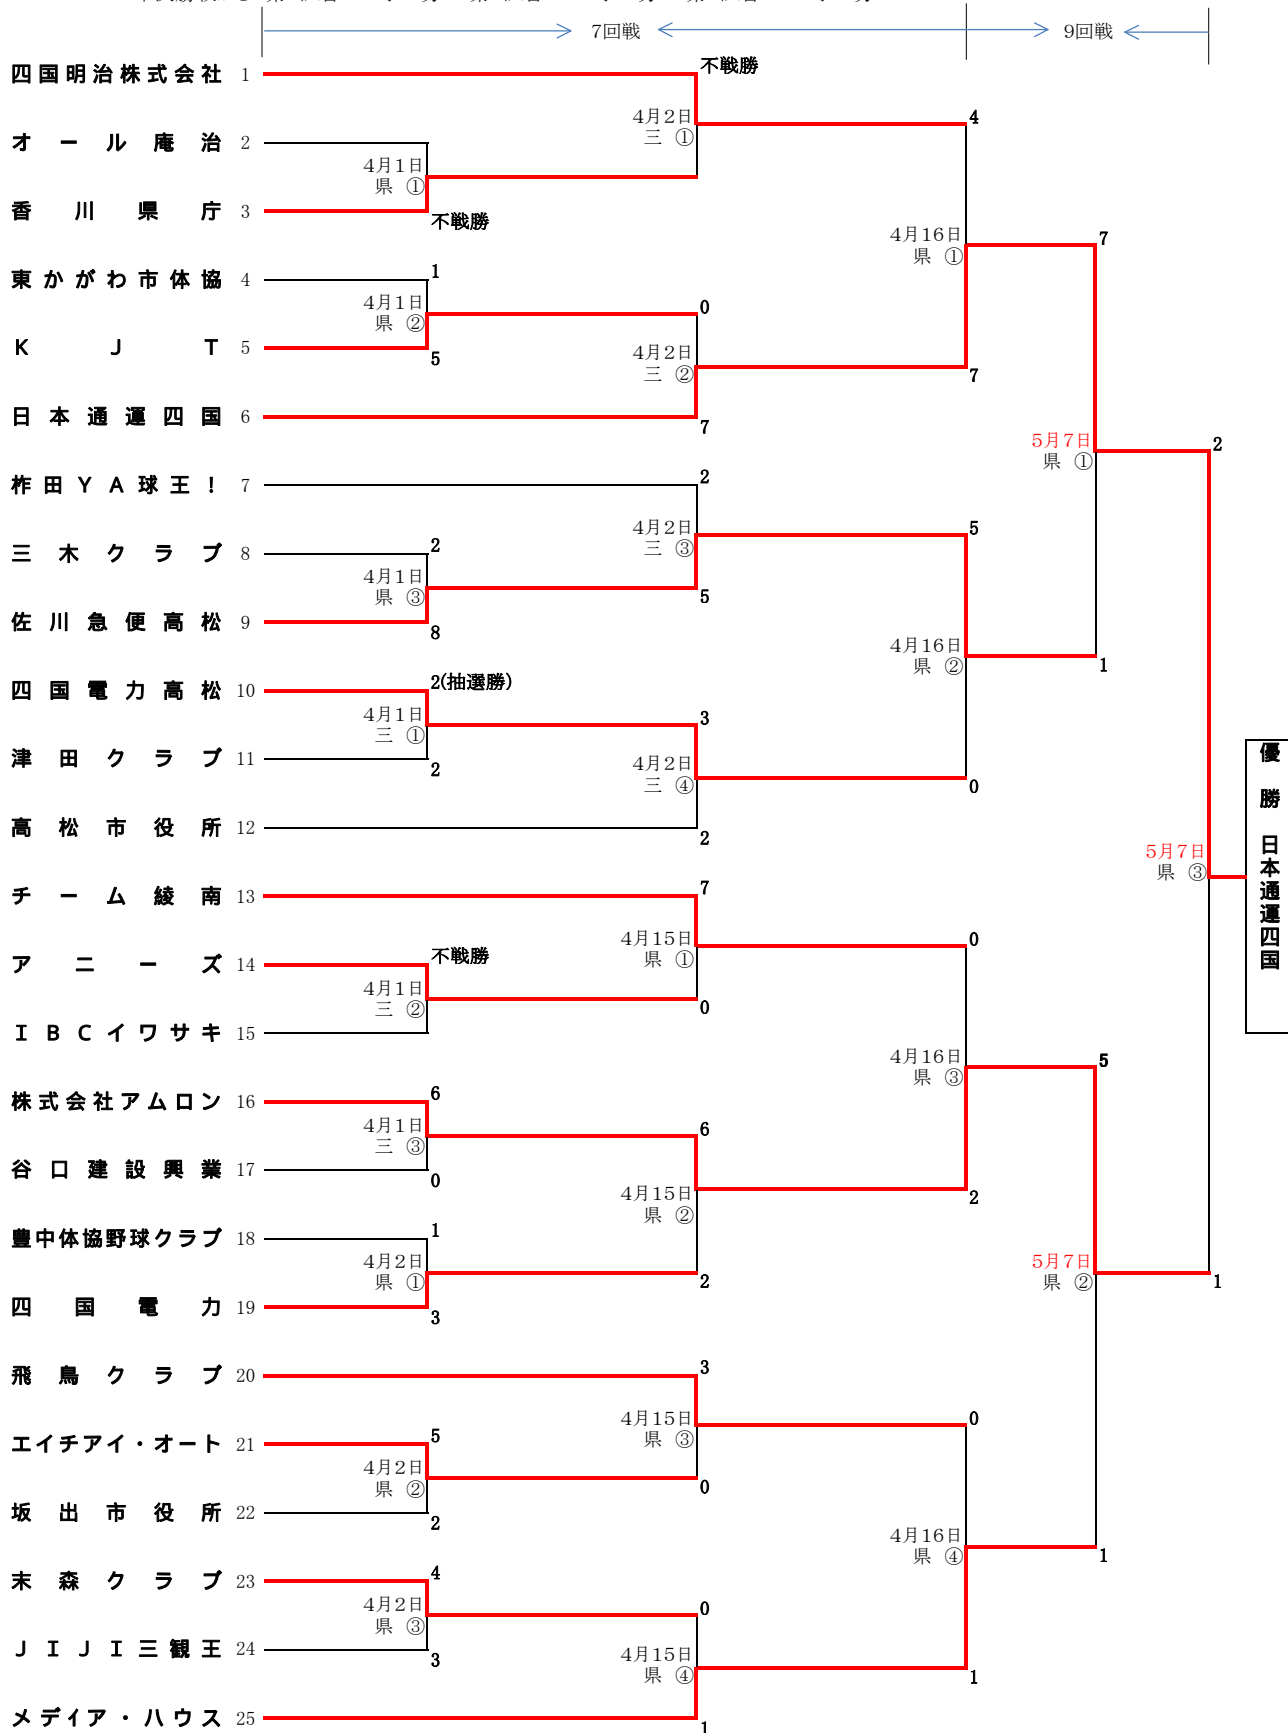 7回戦 9回戦
四国明治株式会社 1
不戦勝
4月2日
三 ①
4
オール庵治 2
4月1日
県 ①
香川県庁 3
不戦勝
4月16日
県 ①
7
東かがわ市体協 4
1
4月1日
県 ②
0
KJT 5
5
4月2日
三 ②
7
日本通運四国 6
7
5月7日
県 ①
2
柞田YA球王! 7
2
4月2日
三 ③
5
三木クラブ 8
2
4月1日
県 ③
5
佐川急便高松 9
8
4月16日
県 ②
1
四国電力高松 10
2(抽選勝)
4月1日
三 ①
3
津田クラブ 11
2
4月2日
三 ④
0
高松市役所 12
2
5月7日
県 ③
優勝 日本通運四国
チーム綾南 13
7
4月15日
県 ①
0
アニーズ 14
不戦勝
4月1日
三 ②
0
IBCイワサキ 15
4月16日
県 ③
5
株式会社アムロン 16
6
4月1日
三 ③
6
谷口建設興業 17
0
4月15日
県 ②
2
豊中体協野球クラブ 18
1
4月2日
県 ①
2
四国電力 19
3
5月7日
県 ②
1
飛鳥クラブ 20
3
4月15日
県 ③
0
エイチアイ・オート 21
5
4月2日
県 ②
0
坂出市役所 22
2
4月16日
県 ④
1
末森クラブ 23
4
4月2日
県 ③
0
JIJI三観王 24
3
4月15日
県 ④
1
メディア・ハウス 25
1